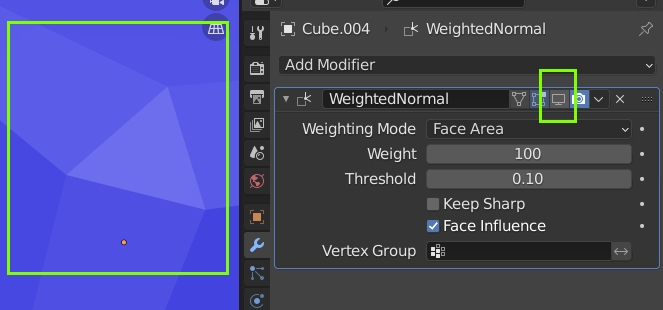 Cube.004 WeightedNormal
Add Modifier
WeightedNormal
Weighting Mode Face Area
Weight 100
Threshold 0.10
Keep Sharp
Face Influence
Vertex Group